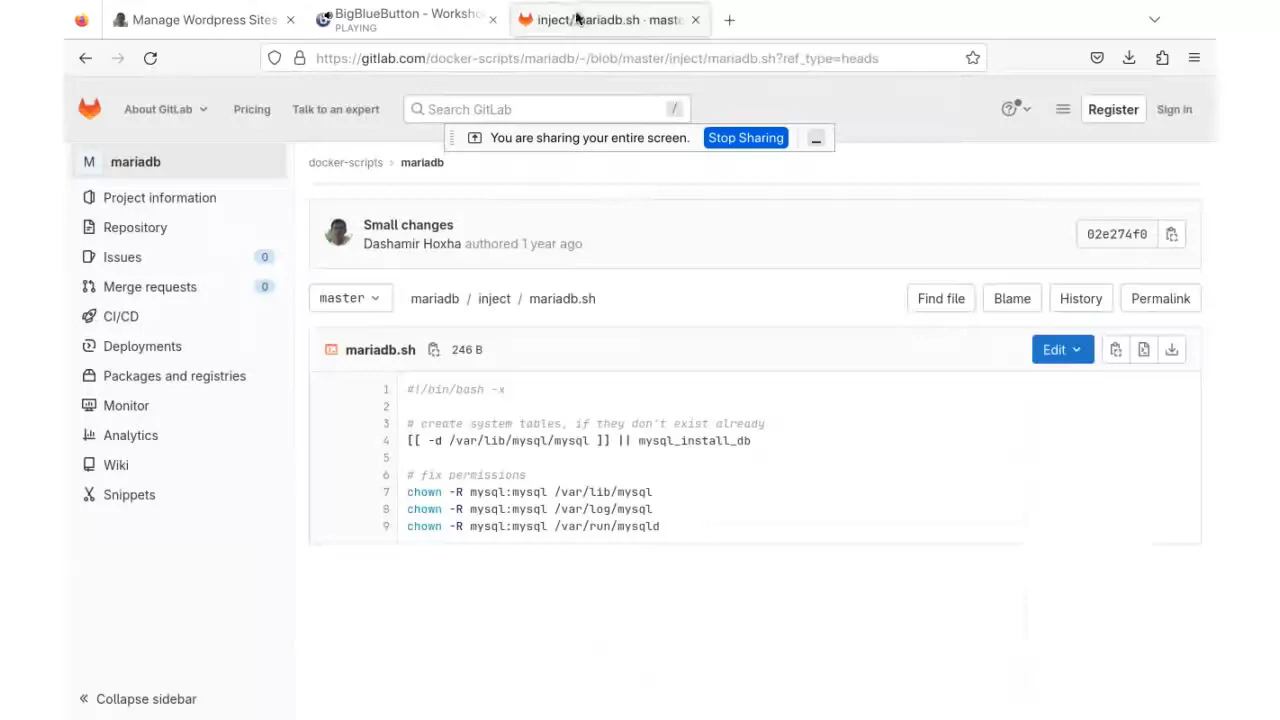 Manage Wordpress Sites
BigBlueButton - Worksho
PLAYING
inject/mariadb.sh · maste
https://gitlab.com/docker-scripts/mariadb/-/blob/master/inject/mariadb.sh?ref_type=heads
About GitLab
Pricing
Talk to an expert
Search GitLab
/
Register
Sign in
You are sharing your entire screen.
Stop Sharing
M mariadb
docker-scripts › mariadb
Project information
Repository
Issues 0
Merge requests 0
CI/CD
Deployments
Packages and registries
Monitor
Analytics
Wiki
Snippets
Collapse sidebar
Small changes
Dashamir Hoxha authored 1 year ago
02e274f0
master
mariadb / inject / mariadb.sh
Find file
Blame
History
Permalink
mariadb.sh 246 B
Edit
1 #!/bin/bash -x
2
3 # create system tables, if they don't exist already
4 [[ -d /var/lib/mysql/mysql ]] || mysql_install_db
5
6 # fix permissions
7 chown -R mysql:mysql /var/lib/mysql
8 chown -R mysql:mysql /var/log/mysql
9 chown -R mysql:mysql /var/run/mysqld